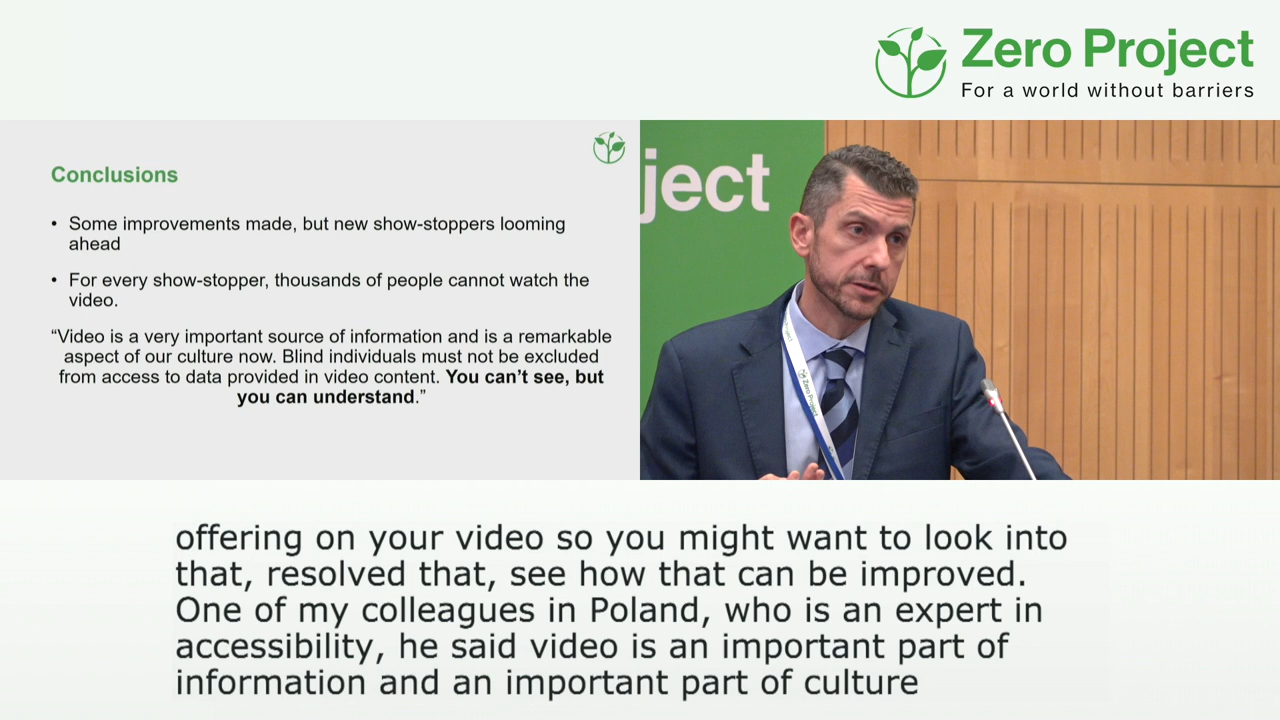 Zero Project
For a world without barriers
Conclusions
• Some improvements made, but new show-stoppers looming
ahead
• For every show-stopper, thousands of people cannot watch the
video.
“Video is a very important source of information and is a remarkable
aspect of our culture now. Blind individuals must not be excluded
from access to data provided in video content. You can’t see, but
you can understand.”
ject
Zero Project
offering on your video so you might want to look into
that, resolved that, see how that can be improved.
One of my colleagues in Poland, who is an expert in
accessibility, he said video is an important part of
information and an important part of culture